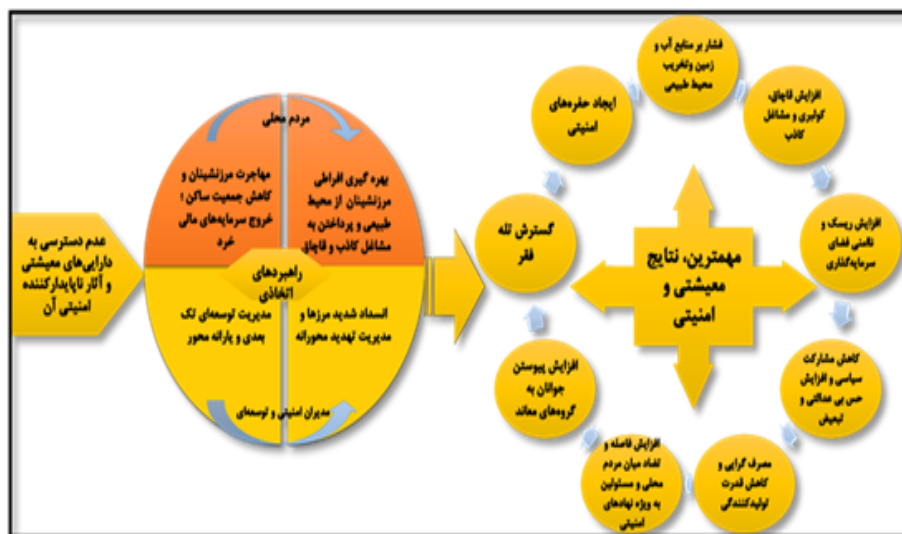 عدم دسترسی به
دارایی‌های معیشتی
و آثار ناپایدارکننده
امنیتی آن
مردم محلی
مهاجرت مرزنشینان و
کاهش جمعیت ساکن ؛
خروج سرمایه‌های مالی
خرد
بهره گیری افراطی
مرزنشینان از محیط
طبیعی و پرداختن به
مشاغل کاذب و قاچاق
راهبردهای
اتخاذی
مدیریت توسعه‌ای تک
بعدی و یارانه محور
انسداد شدید مرزها و
مدیریت تهدید محورانه
مدیران امنیتی و توسعه‌ای
مهمترین، نتایج
معیشتی و
امنیتی
فشار بر منابع آب و
زمین وتخریب
محیط طبیعی
افزایش قاچاق،
کولبری و مشاغل
کاذب
افزایش ریسک و
ناامنی فضای
سرمایه‌گذاری
کاهش مشارکت
سیاسی و افزایش
حس بی عدالتی و
تبعیض
مصرف گرایی و
کاهش قدرت
تولیدکنندگی
افزایش فاصله و
تضاد میان مردم
محلی و مسئولین
به ویژه نهادهای
امنیتی
افزایش پیوستن
جوانان به
گروه‌های معاند
گسترش تله
فقر
ایجاد حفره‌های
امنیتی